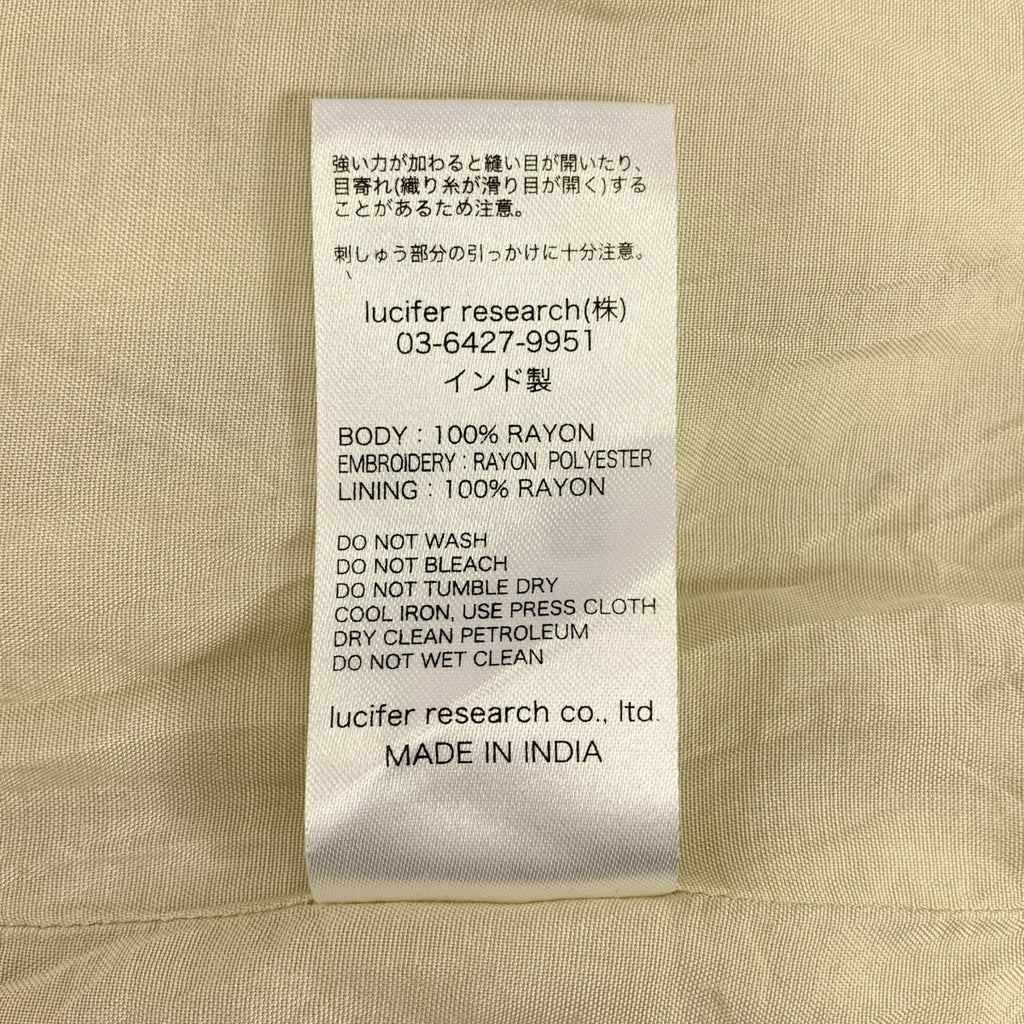 強い力が加わると縫い目が開いたり、
目寄れ(織り糸が滑り目が開く)する
ことがあるため注意。
刺しゅう部分の引っかけに十分注意。
lucifer research(株)
03-6427-9951
インド製
BODY : 100% RAYON
EMBROIDERY : RAYON POLYESTER
LINING : 100% RAYON
DO NOT WASH
DO NOT BLEACH
DO NOT TUMBLE DRY
COOL IRON, USE PRESS CLOTH
DRY CLEAN PETROLEUM
DO NOT WET CLEAN
lucifer research co., ltd.
MADE IN INDIA